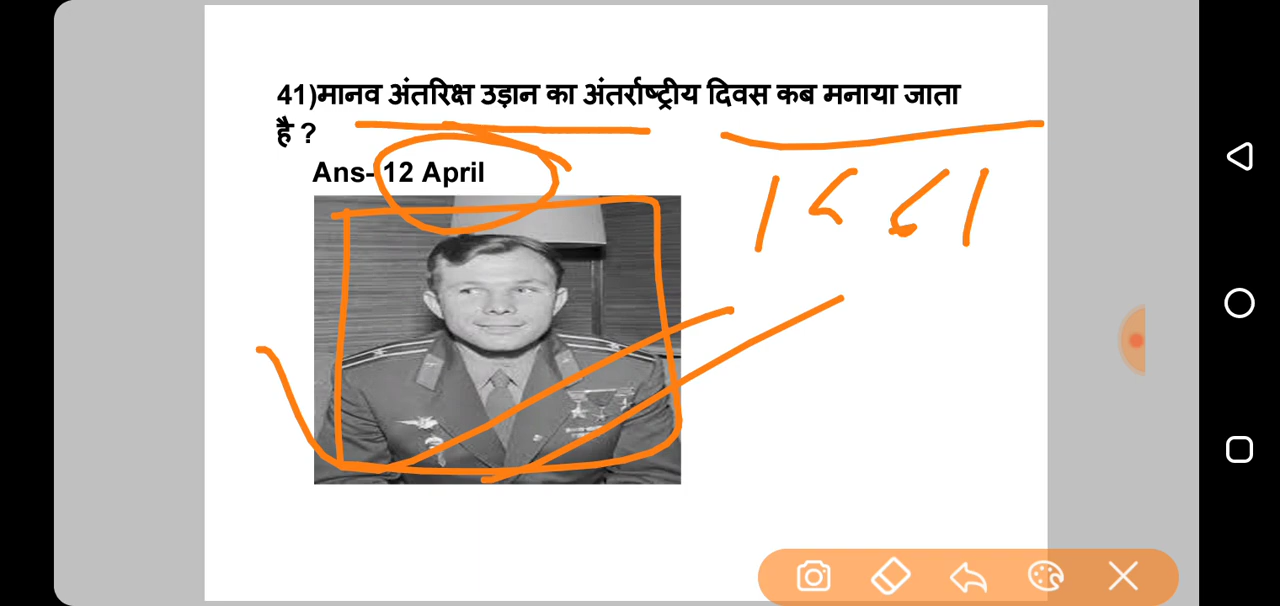 41)मानव अंतरिक्ष उड़ान का अंतर्राष्ट्रीय दिवस कब मनाया जाता
है ?
Ans- 12 April